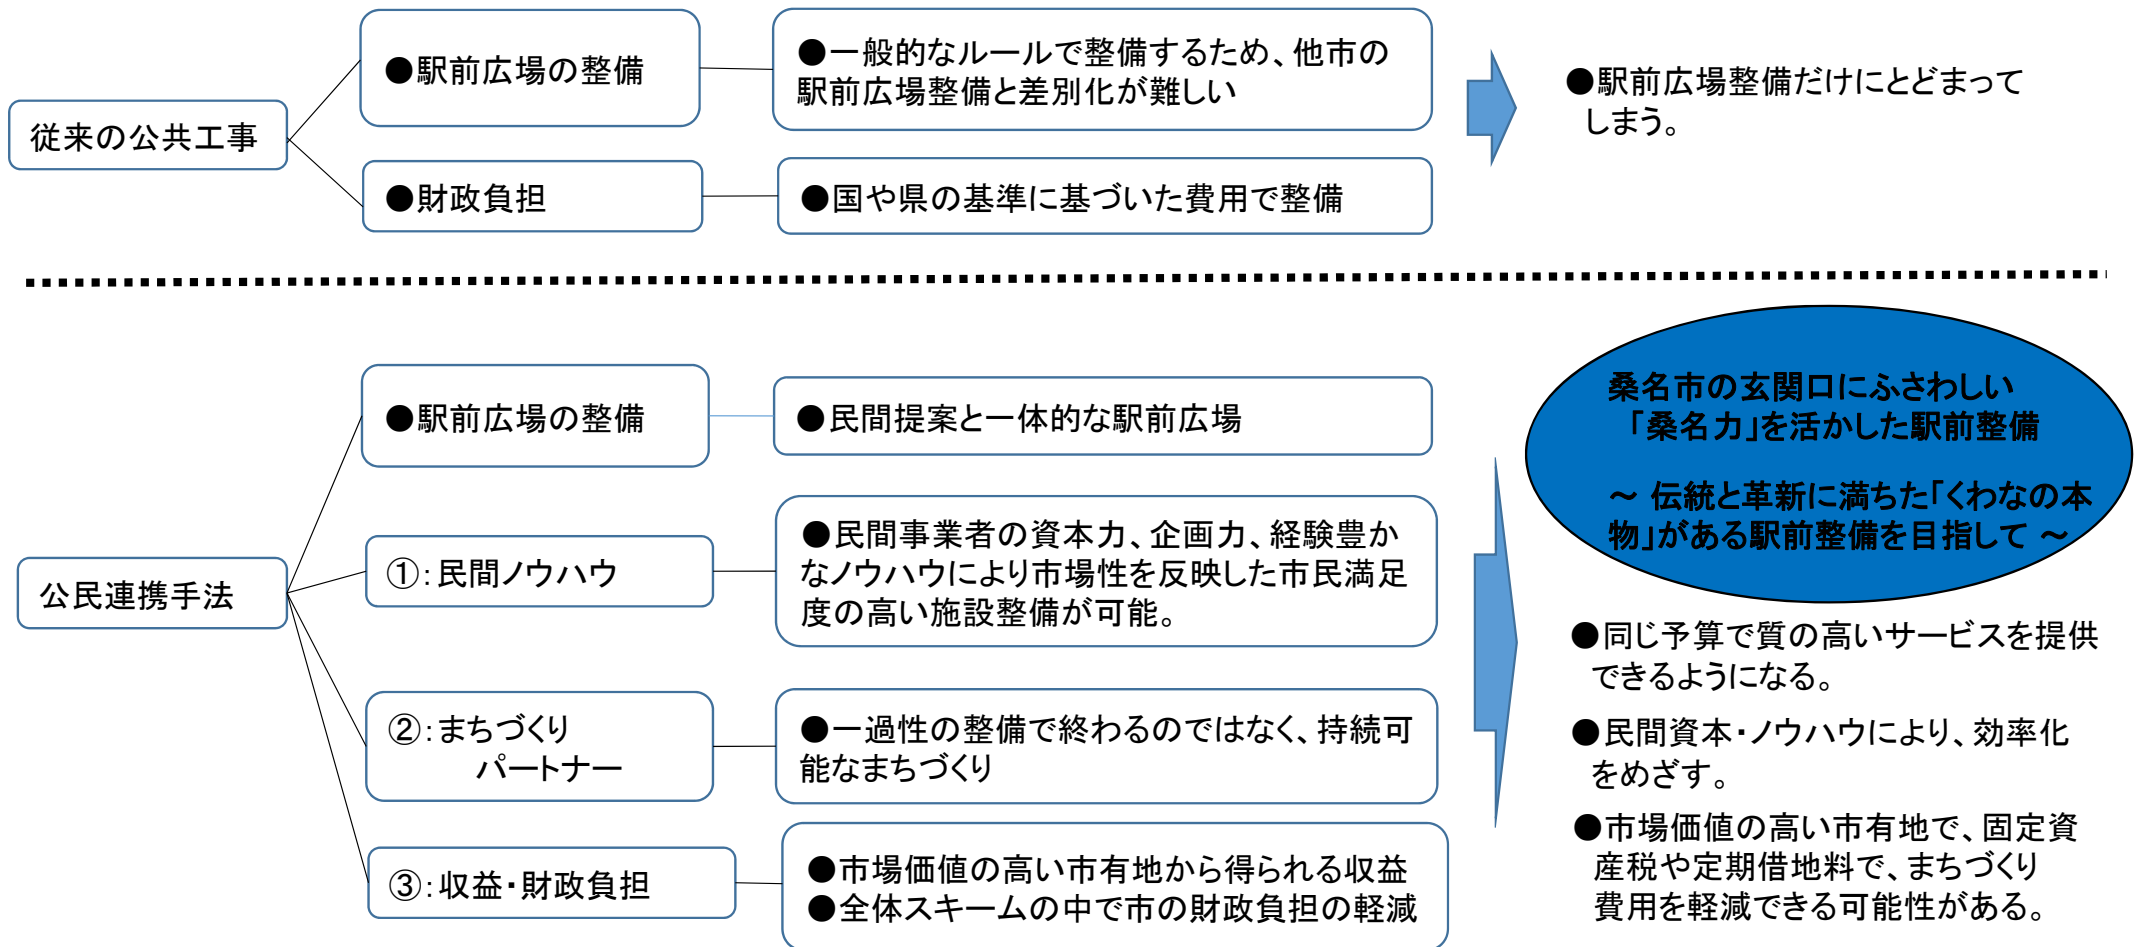 従来の公共工事
●駅前広場の整備
●一般的なルールで整備するため、他市の
駅前広場整備と差別化が難しい
●財政負担
●国や県の基準に基づいた費用で整備
●駅前広場整備だけにとどまって
しまう。
公民連携手法
●駅前広場の整備
●民間提案と一体的な駅前広場
①：民間ノウハウ
●民間事業者の資本力、企画力、経験豊か
なノウハウにより市場性を反映した市民満足
度の高い施設整備が可能。
②：まちづくり
パートナー
●一過性の整備で終わるのではなく、持続可
能なまちづくり
③：収益・財政負担
●市場価値の高い市有地から得られる収益
●全体スキームの中で市の財政負担の軽減
桑名市の玄関口にふさわしい
「桑名力」を活かした駅前整備
～ 伝統と革新に満ちた「くわなの本
物」がある駅前整備を目指して ～
●同じ予算で質の高いサービスを提供
できるようになる。
●民間資本・ノウハウにより、効率化
をめざす。
●市場価値の高い市有地で、固定資
産税や定期借地料で、まちづくり
費用を軽減できる可能性がある。